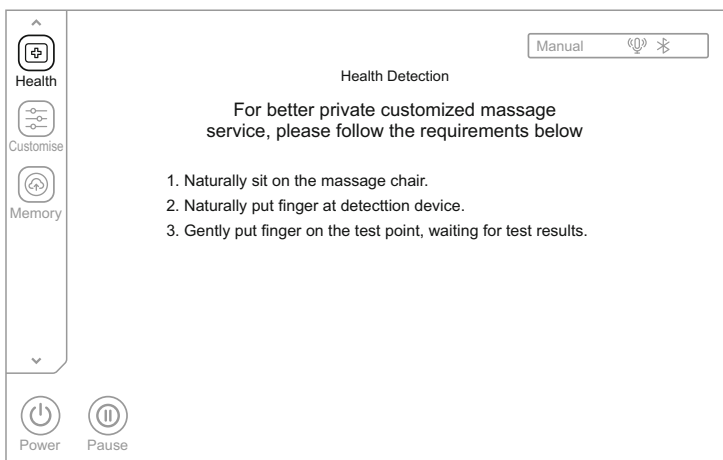 Manual
Health
Health Detection
For better private customized massage
service, please follow the requirements below
Customise
1. Naturally sit on the massage chair.
2. Naturally put finger at detecttion device.
Memory
3. Gently put finger on the test point, waiting for test results.
Power
Pause